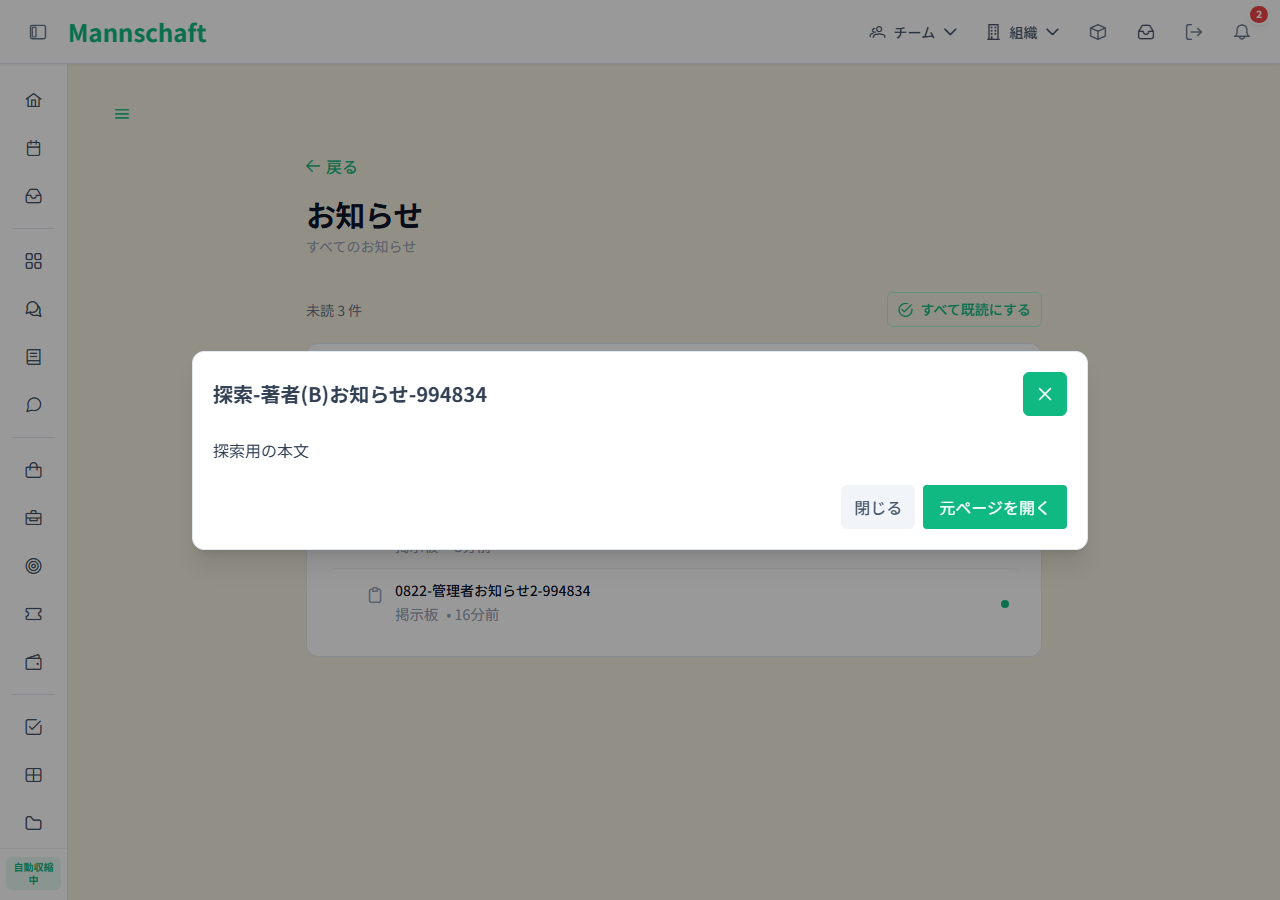 Mannschaft
チーム
組織
2
戻る
お知らせ
すべてのお知らせ
未読 3 件
すべて既読にする
探索-著者(B)お知らせ-994834
探索用の本文
閉じる
元ページを開く
0822-管理者お知らせ2-994834
掲示板 • 16分前
自動収縮
中